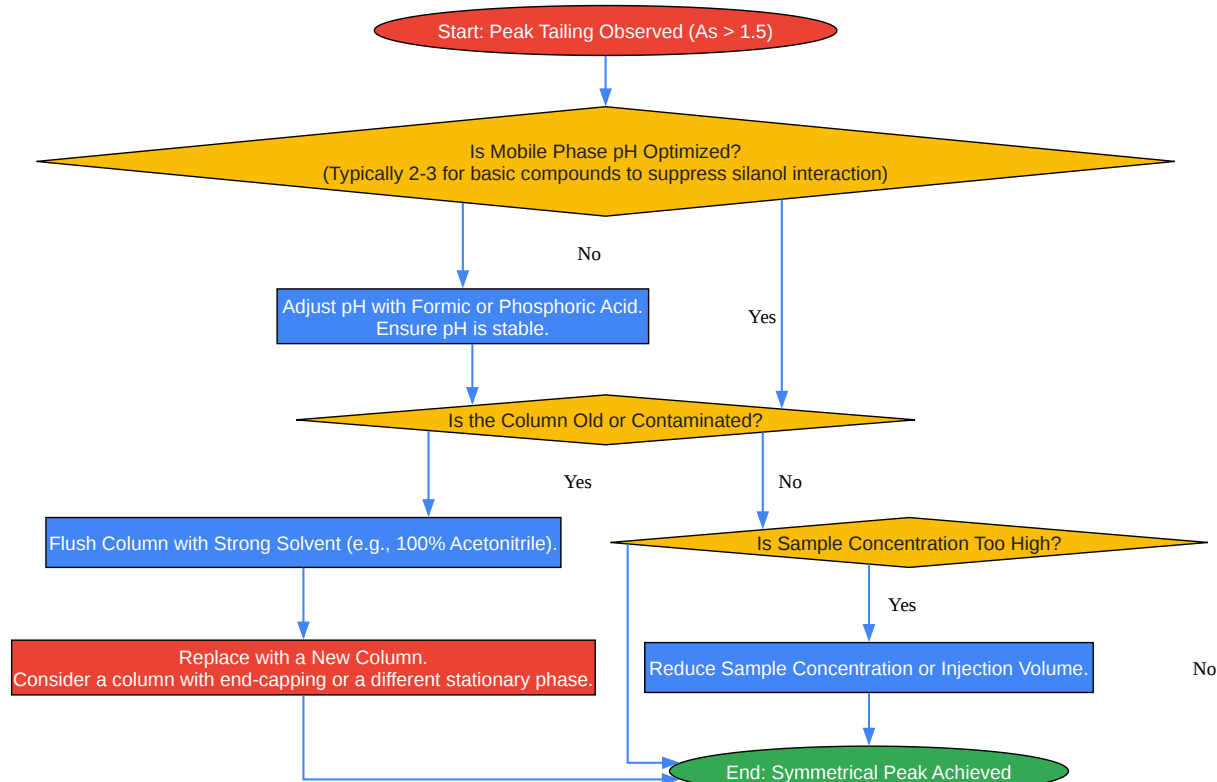 Start: Peak Tailing Observed (As > 1.5)
Is Mobile Phase pH Optimized?
(Typically 2-3 for basic compounds to suppress silanol interaction)
No
Adjust pH with Formic or Phosphoric Acid.
Ensure pH is stable.
Yes
Is the Column Old or Contaminated?
Yes
No
Flush Column with Strong Solvent (e.g., 100% Acetonitrile).
Is Sample Concentration Too High?
Yes
Replace with a New Column.
Consider a column with end-capping or a different stationary phase.
Reduce Sample Concentration or Injection Volume.
No
End: Symmetrical Peak Achieved